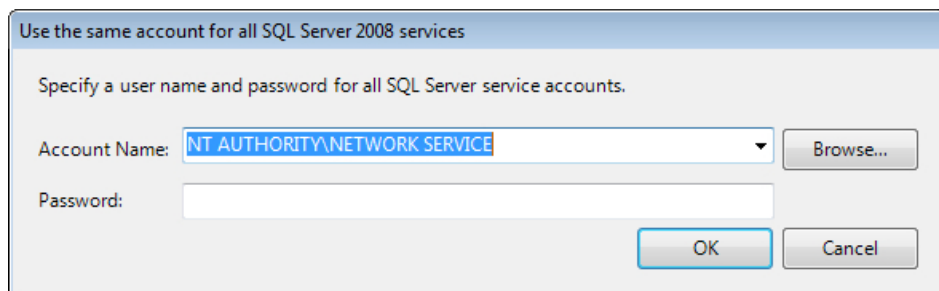 Use the same account for all SQL Server 2008 services
Specify a user name and password for all SQL Server service accounts.
Account Name: NT AUTHORITY\NETWORK SERVICE Browse...
Password:
OK Cancel